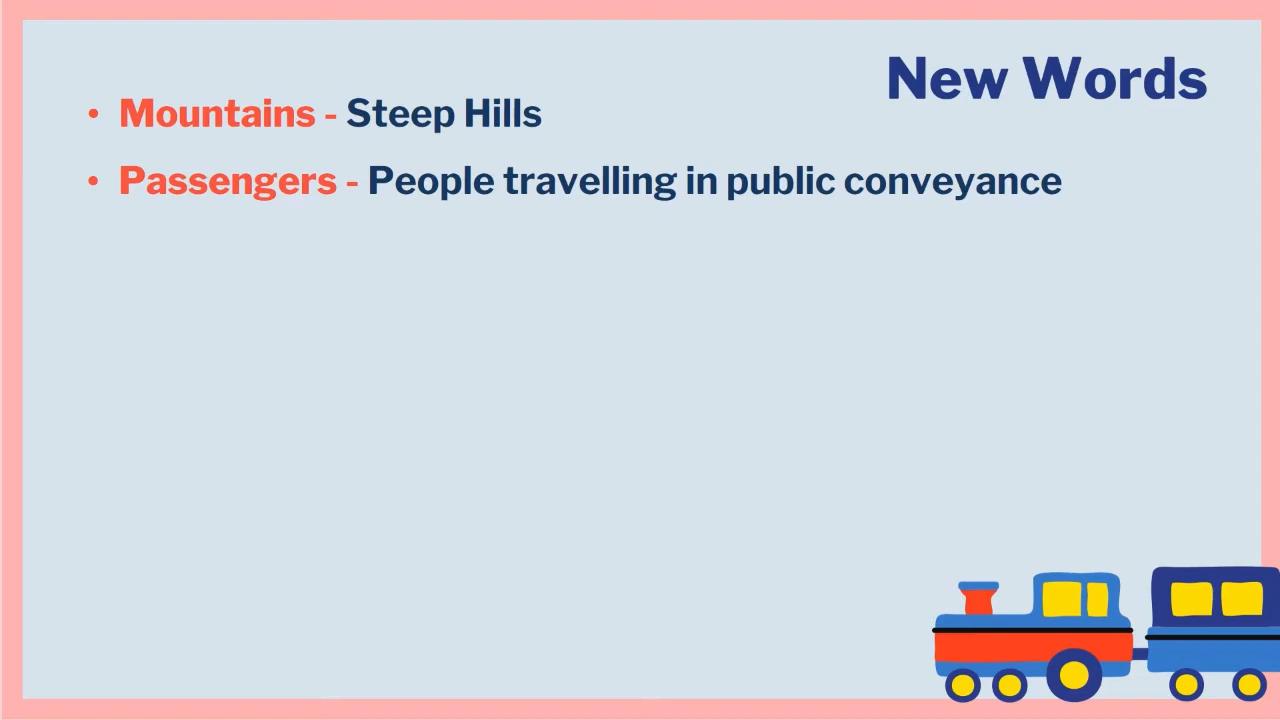 New Words
• Mountains - Steep Hills
• Passengers - People travelling in public conveyance